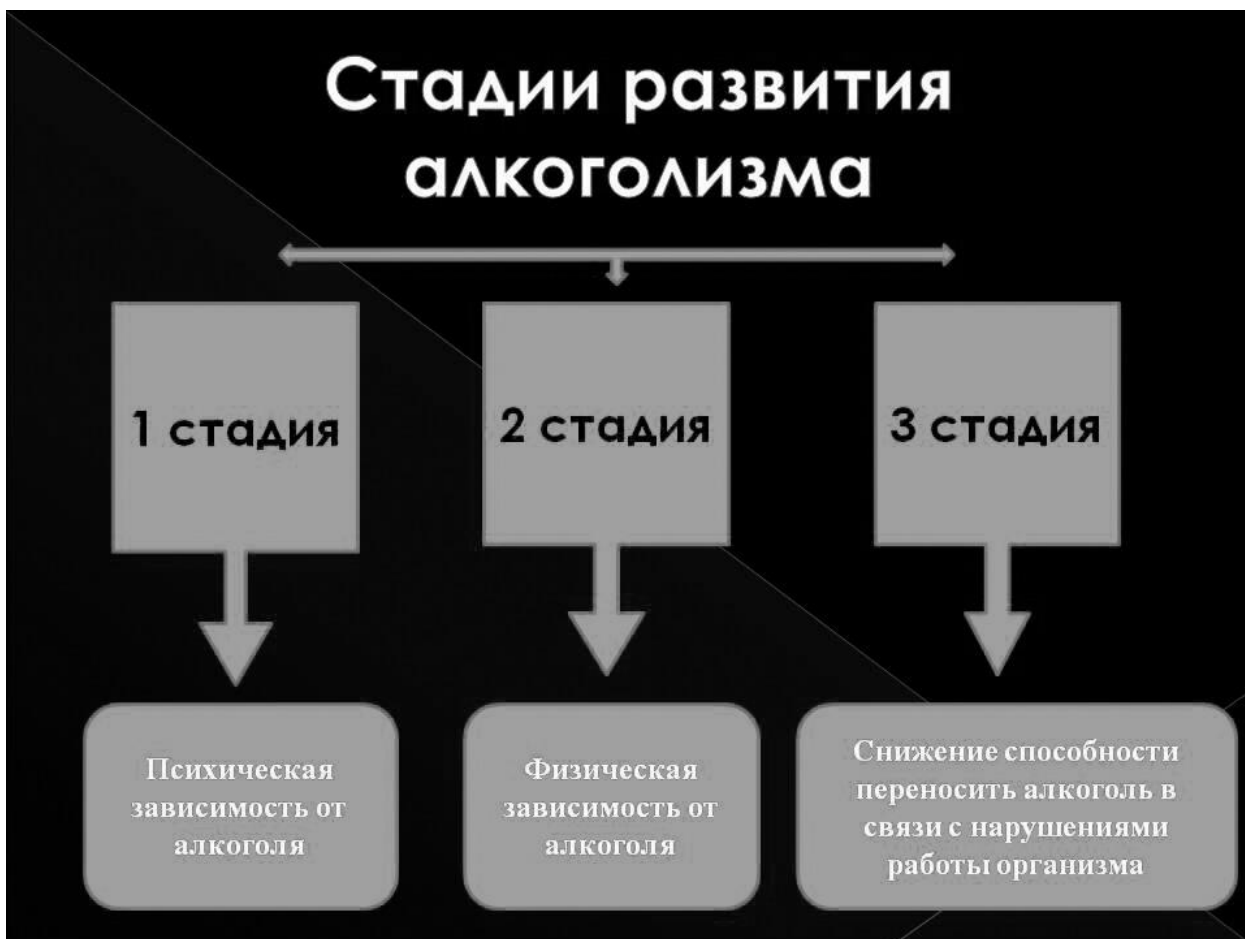 Стадии развития
алкоголизма
1 стадия
2 стадия
3 стадия
Психическая
зависимость от
алкоголя
Физическая
зависимость от
алкоголя
Снижение способности
переносить алкоголь в
связи с нарушениями
работы организма